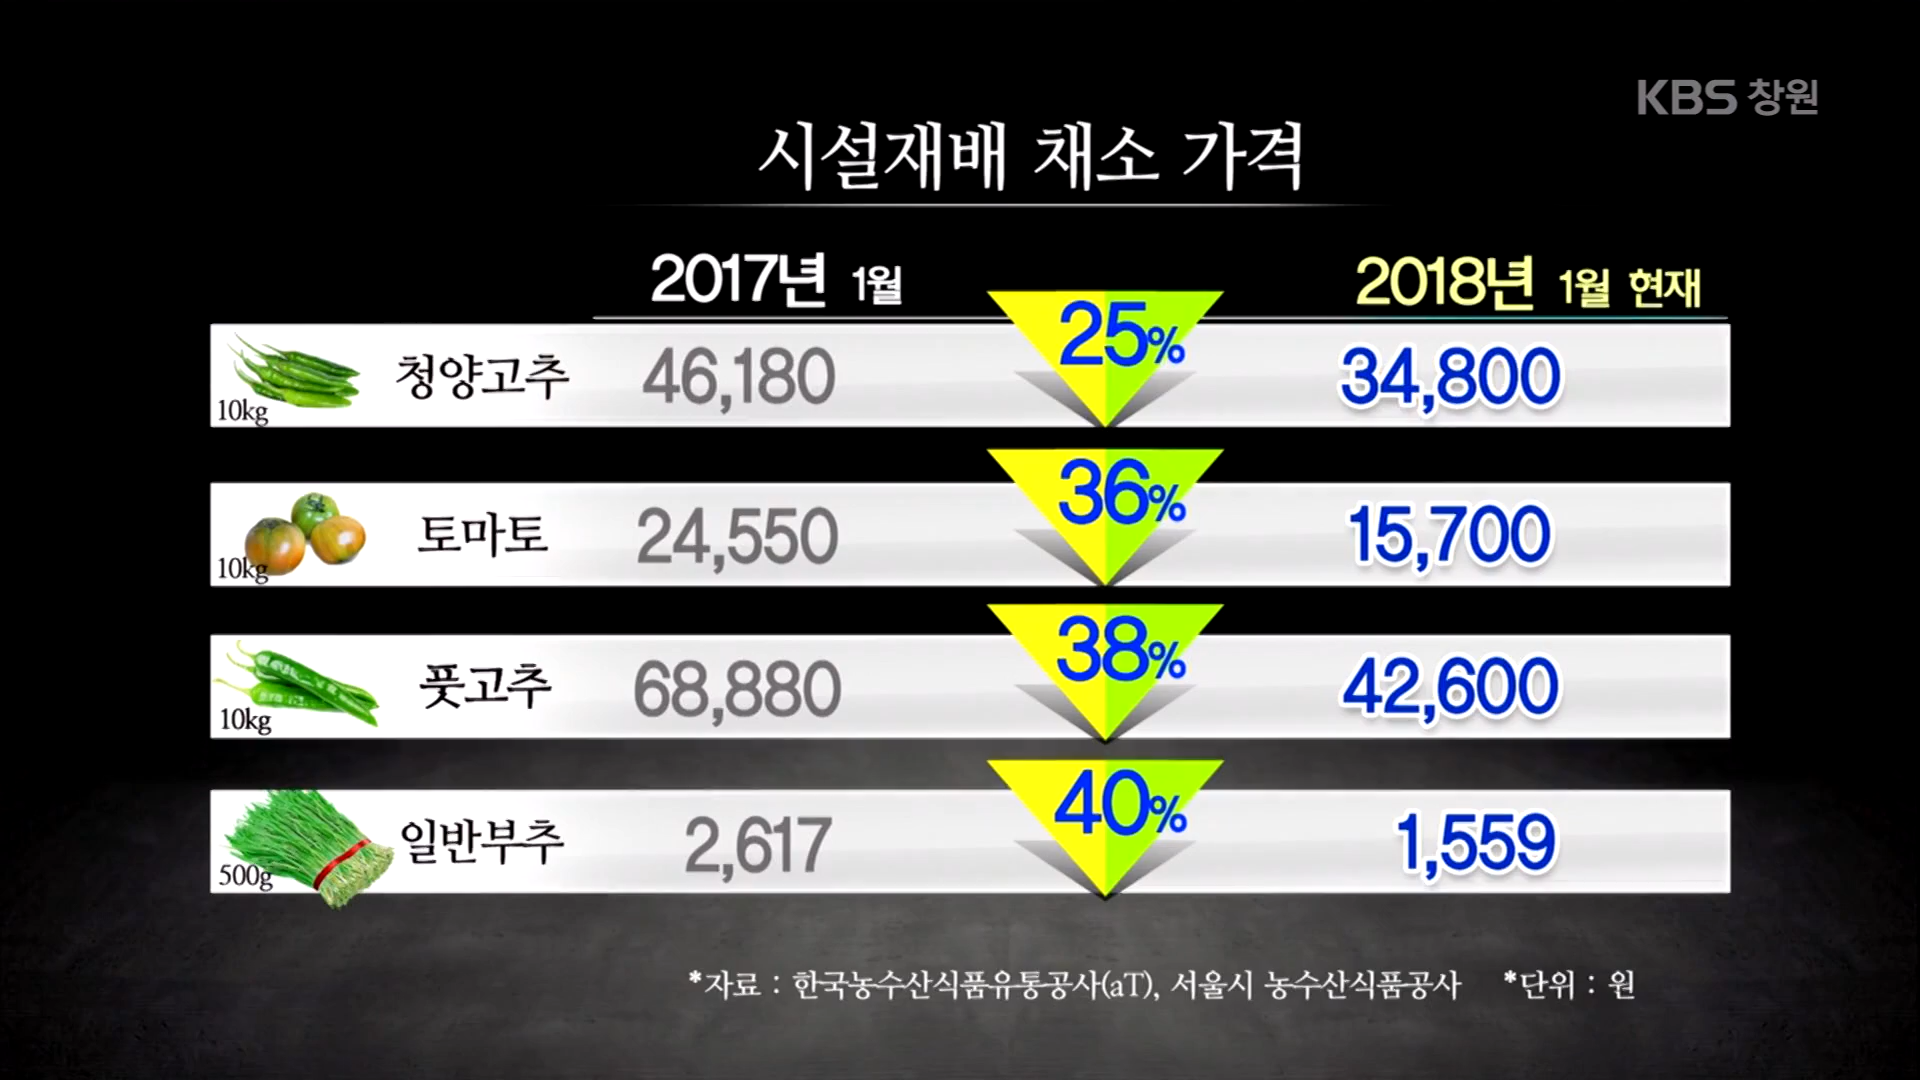 KBS 창원
시설재배 채소 가격
2017년 1월 2018년 1월 현재
10kg 청양고추 46,180 25% 34,800
10kg 토마토 24,550 36% 15,700
10kg 풋고추 68,880 38% 42,600
500g 일반부추 2,617 40% 1,559
*자료 : 한국농수산식품유통공사(aT), 서울시 농수산식품공사 *단위 : 원